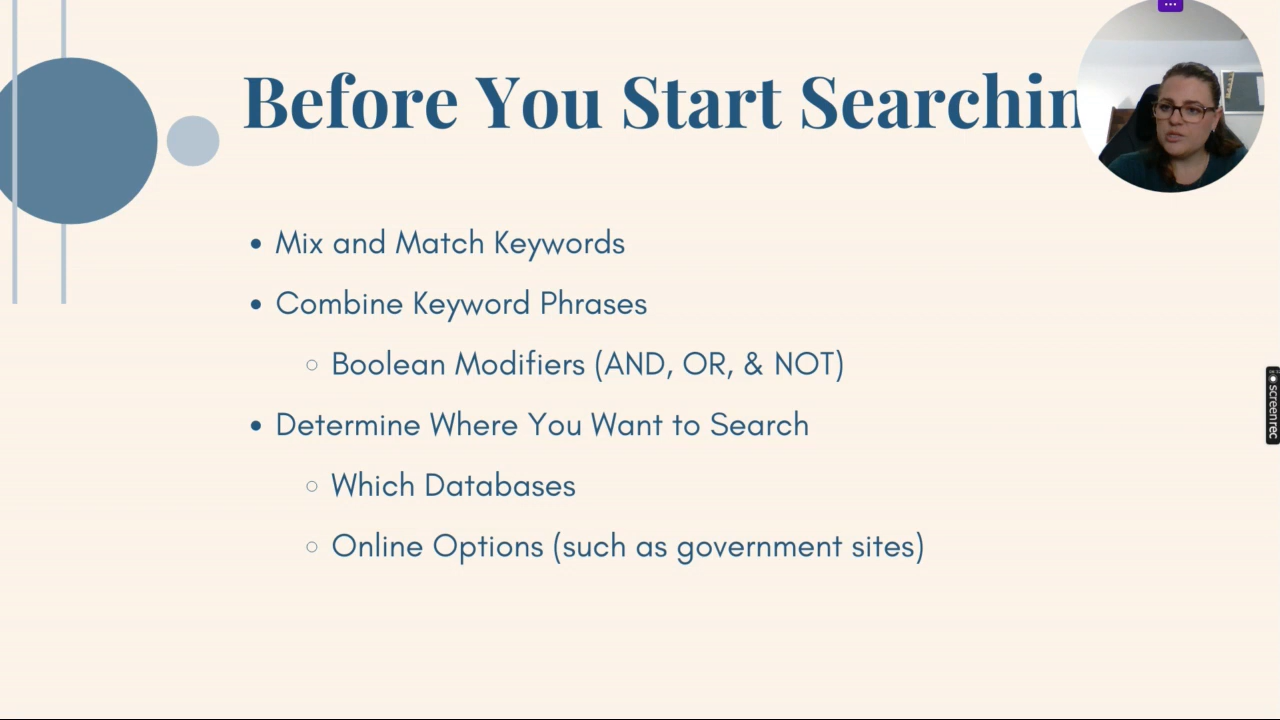 Before You Start Searchin
Mix and Match Keywords
Combine Keyword Phrases
Boolean Modifiers (AND, OR, & NOT)
Determine Where You Want to Search
Which Databases
Online Options (such as government sites)
screenrec